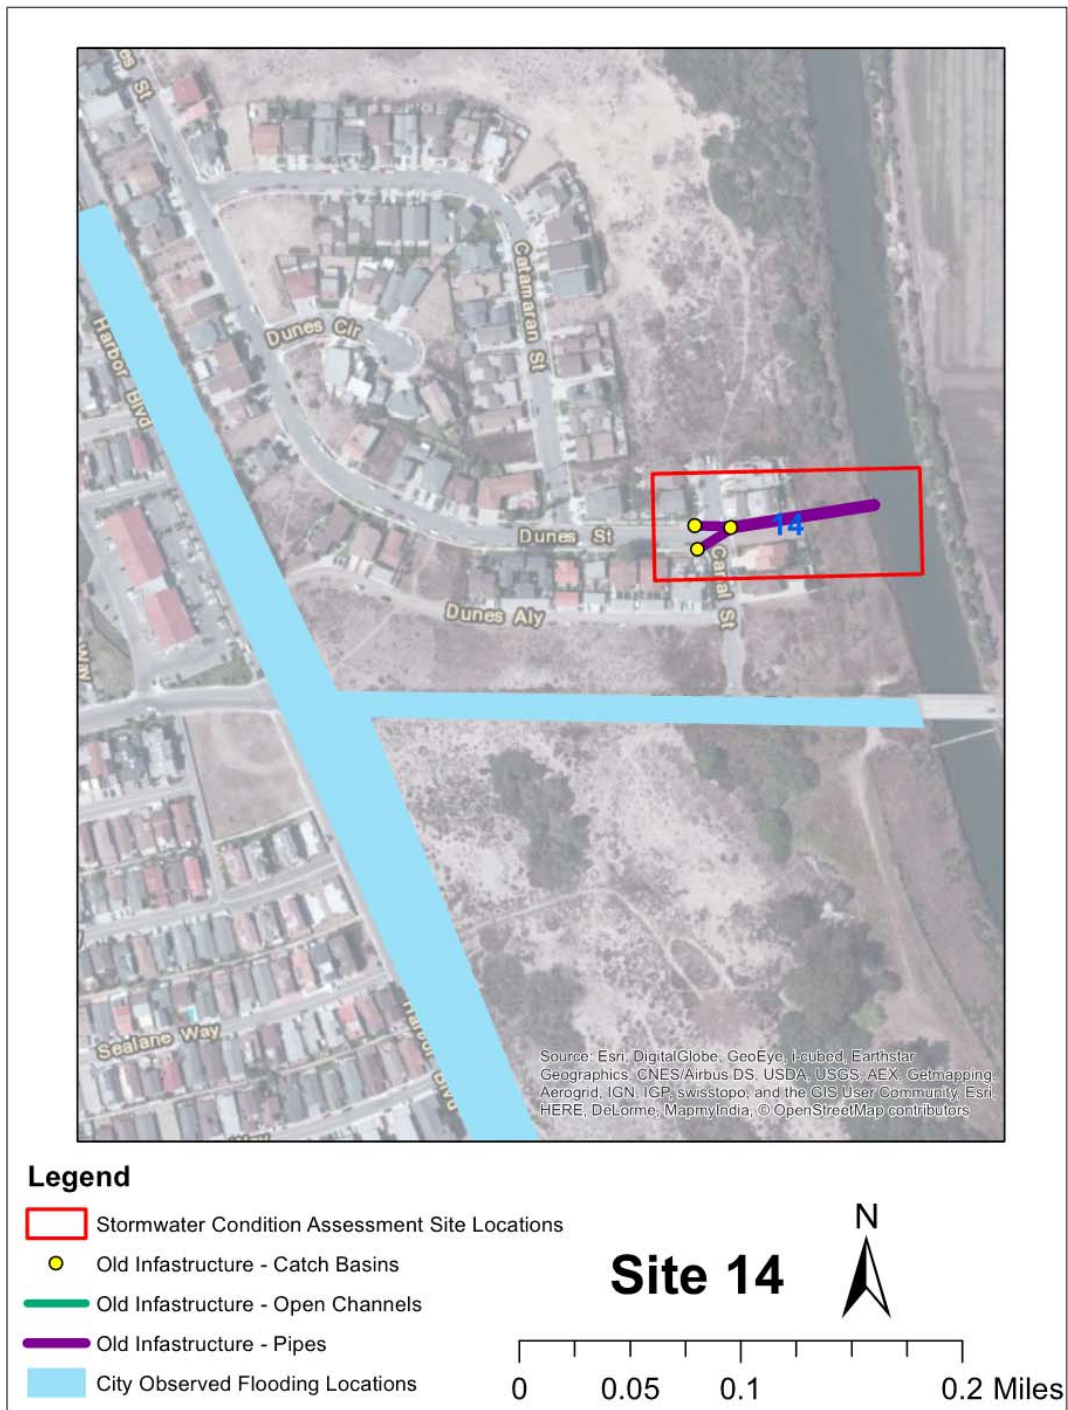 es St
Catamaran St
Dunes Cir
Harbor Blvd
14
Dunes St
Canal St
Dunes Aly
Way
Sealane Way
Harbor Blvd
Way
Source: Esri, DigitalGlobe, GeoEye, i-cubed, Earthstar
Geographics, CNES/Airbus DS, USDA, USGS, AEX, Getmapping,
Aerogrid, IGN, IGP, swisstopo, and the GIS User Community, Esri,
HERE, DeLorme, MapmyIndia, © OpenStreetMap contributors
Legend
Stormwater Condition Assessment Site Locations
Old Infastructure - Catch Basins
Old Infastructure - Open Channels
Old Infastructure - Pipes
City Observed Flooding Locations
Site 14
N
0 0.05 0.1 0.2 Miles